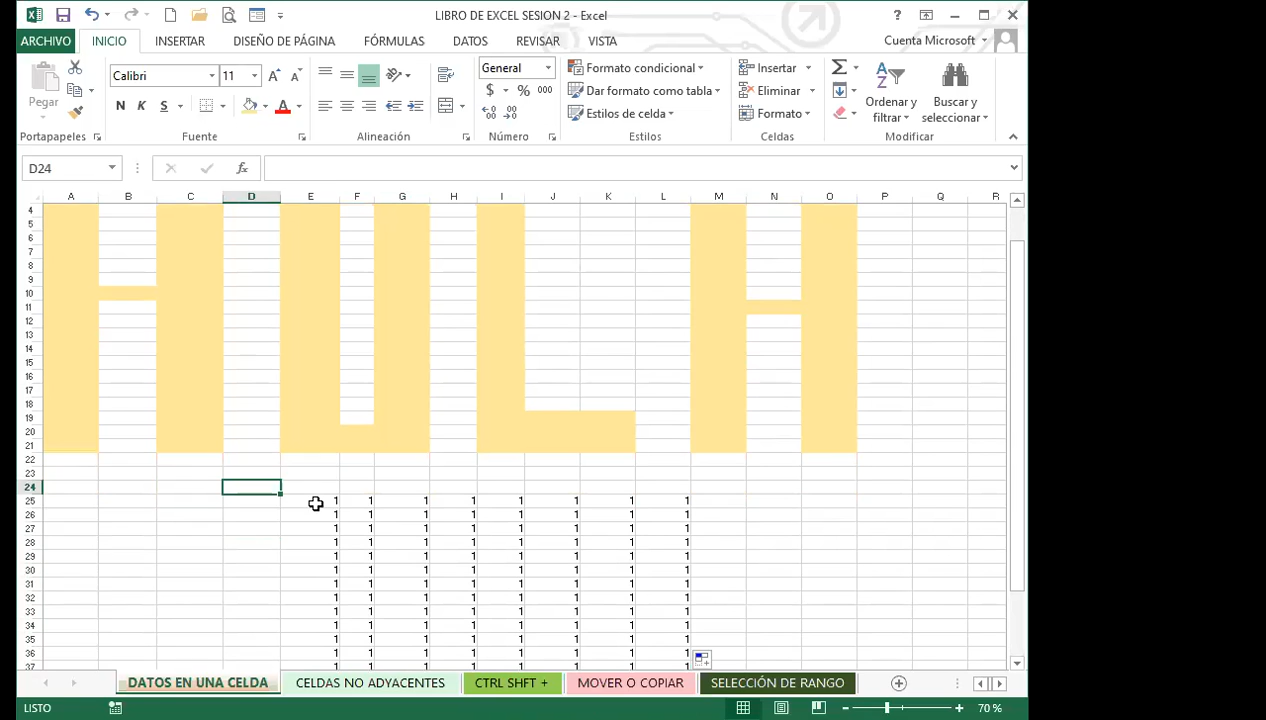 LIBRO DE EXCEL SESION 2 - Excel
?
ARCHIVO INICIO INSERTAR DISEÑO DE PÁGINA FÓRMULAS DATOS REVISAR VISTA Cuenta Microsoft
Pegar
Calibri 11
N K S A
General
$ % 000
Formato condicional
Dar formato como tabla
Estilos de celda
Insertar
Eliminar
Formato
Ordenar y filtrar
Buscar y seleccionar
Portapapeles Fuente Alineación Número Estilos Celdas Modificar
D24 fx
A B C D E F G H I J K L M N O P Q R
4
5
6
7
8
9
10
11
12
13
14
15
16
17
18
19
20
21
22
23
24
25 1 1 1 1 1 1 1 1
26 1 1 1 1 1 1 1 1
27 1 1 1 1 1 1 1 1
28 1 1 1 1 1 1 1 1
29 1 1 1 1 1 1 1 1
30 1 1 1 1 1 1 1 1
31 1 1 1 1 1 1 1 1
32 1 1 1 1 1 1 1 1
33 1 1 1 1 1 1 1 1
34 1 1 1 1 1 1 1 1
35 1 1 1 1 1 1 1 1
36 1 1 1 1 1 1 1 1
37 1 1 1 1 1 1 1 1
DATOS EN UNA CELDA CELDAS NO ADYACENTES CTRL SHFT + MOVER O COPIAR SELECCIÓN DE RANGO
LISTO 70 %